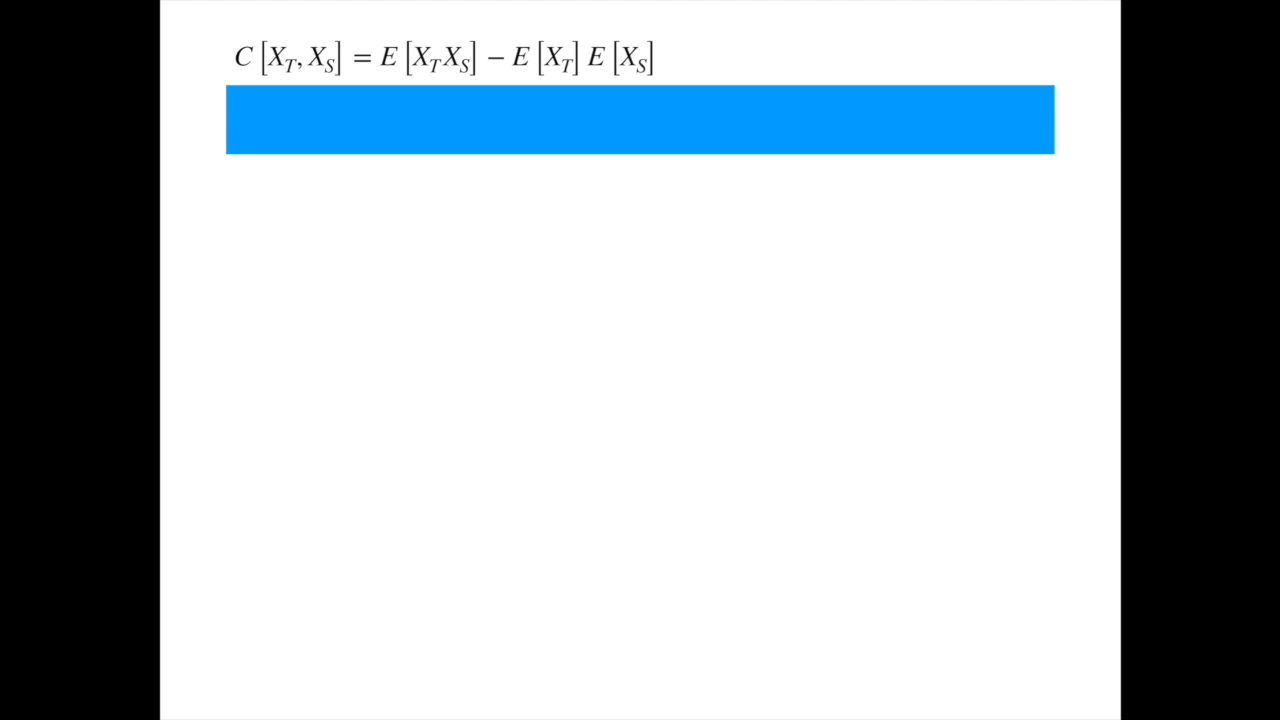 C [X_T, X_S] = E [X_T X_S] − E [X_T] E [X_S]